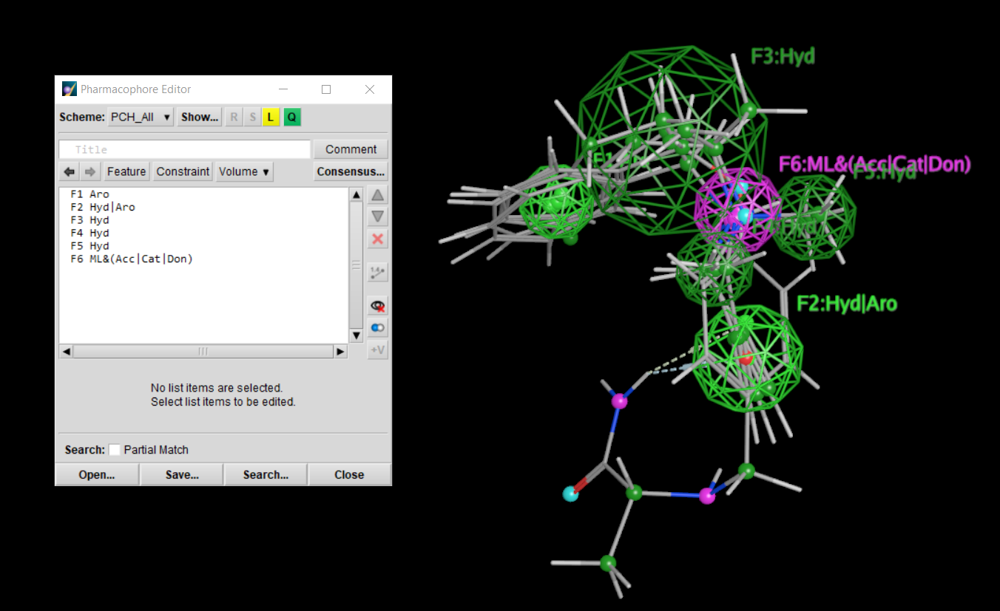 Pharmacophore Editor
Scheme: PCH_All Show... R S L Q
Title Comment
Feature Constraint Volume Consensus...
F1 Aro
F2 Hyd|Aro
F3 Hyd
F4 Hyd
F5 Hyd
F6 ML&(Acc|Cat|Don)
1.4
+V
No list items are selected.
Select list items to be edited.
Search: Partial Match
Open... Save... Search... Close
F3:Hyd
F6:ML&(Acc|Cat|Don)
F5:Hyd
F2:Hyd|Aro